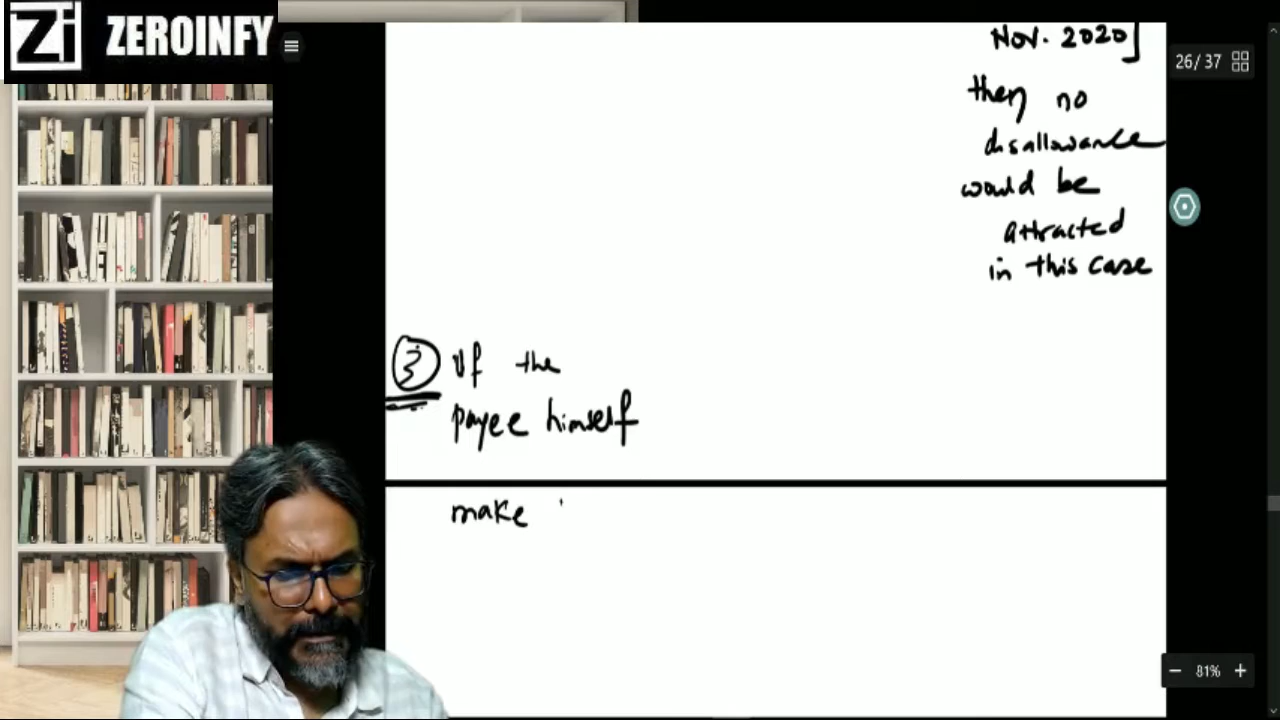 Zi ZEROINFY
Nov. 2020]
26/ 37
then no
disallowance
would be
attracted
in this case
③ If the
payee himself
make
81%